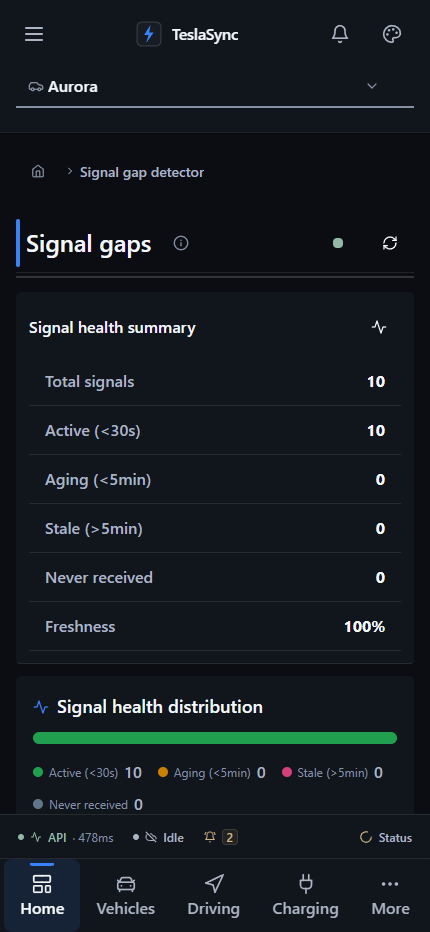 TeslaSync
Aurora
Signal gap detector
Signal gaps
Signal health summary
Total signals 10
Active (<30s) 10
Aging (<5min) 0
Stale (>5min) 0
Never received 0
Freshness 100%
Signal health distribution
Active (<30s) 10 Aging (<5min) 0 Stale (>5min) 0
Never received 0
API · 478ms Idle 2 Status
Home Vehicles Driving Charging More